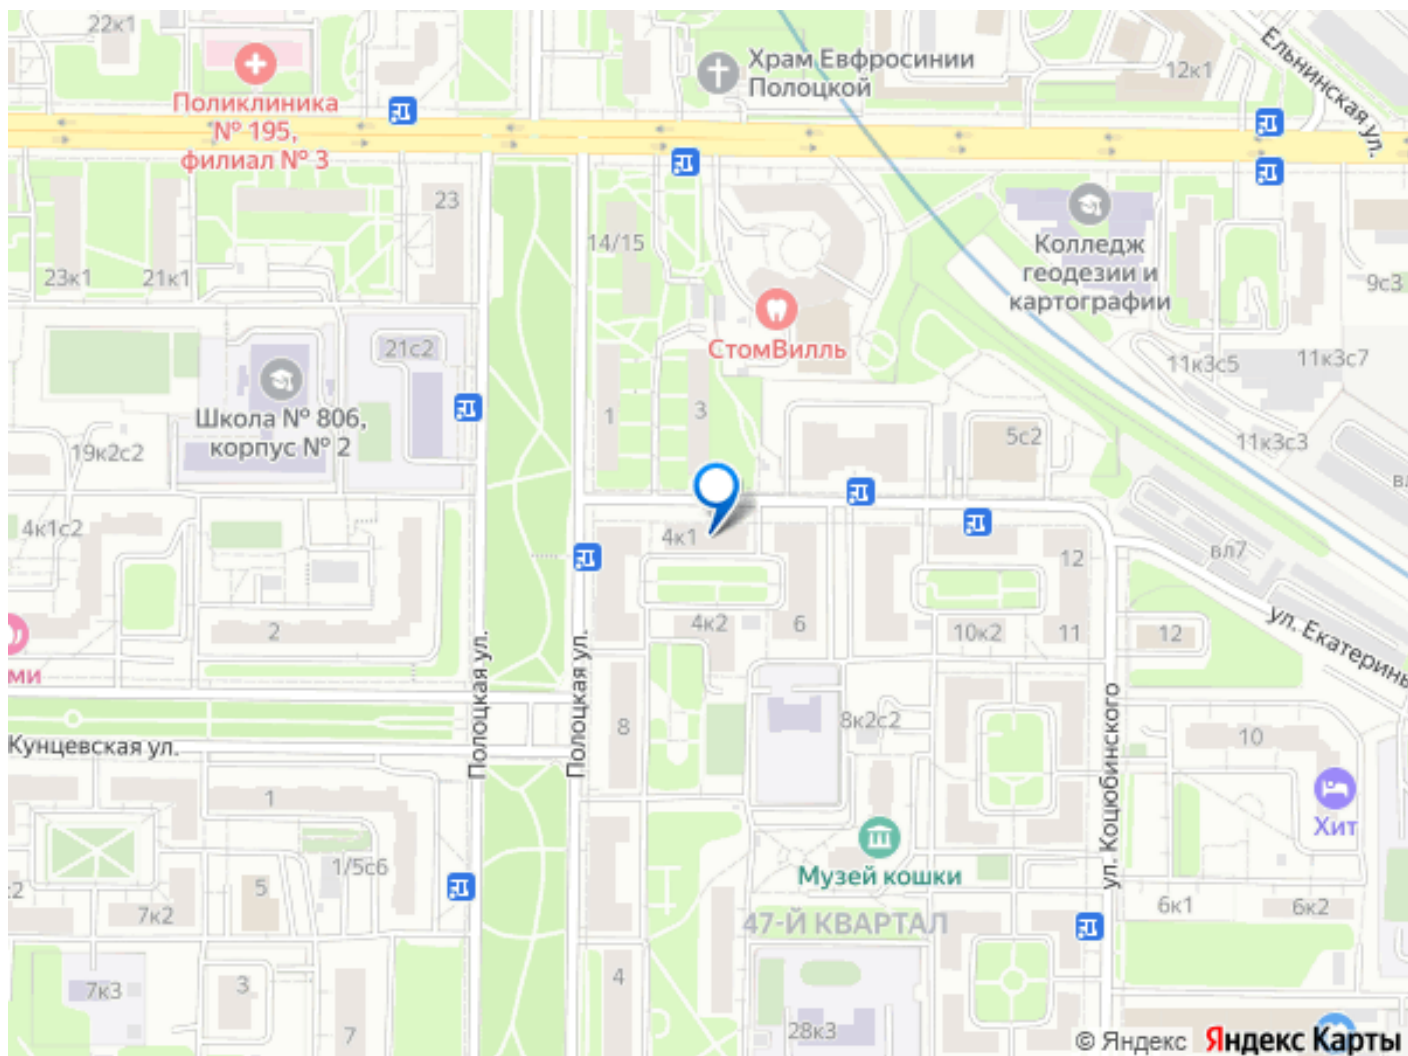 22к1
Храм Евфросинии
Полоцкой
12к1
Ельнинская ул.
Поликлиника
№ 195,
филиал № 3
23
14/15
Колледж
геодезии и
картографии
23к1
21к1
9с3
СтомВилль
21с2
11к3с5
11к3с7
Школа № 806,
корпус № 2
1
3
5с2
11к3с3
19к2с2
4к1с2
4к1
вл7
12
2
4к2
6
10к2
11
12
ул. Екатерины
ми
Полоцкая ул.
Полоцкая ул.
8
8к2с2
Кунцевская ул.
10
ул. Коцюбинского
1
Хит
1/5с6
Музей кошки
5
7к2
6к1
6к2
47-Й КВАРТАЛ
4
7к3
3
7
28к3
© Яндекс Яндекс Карты